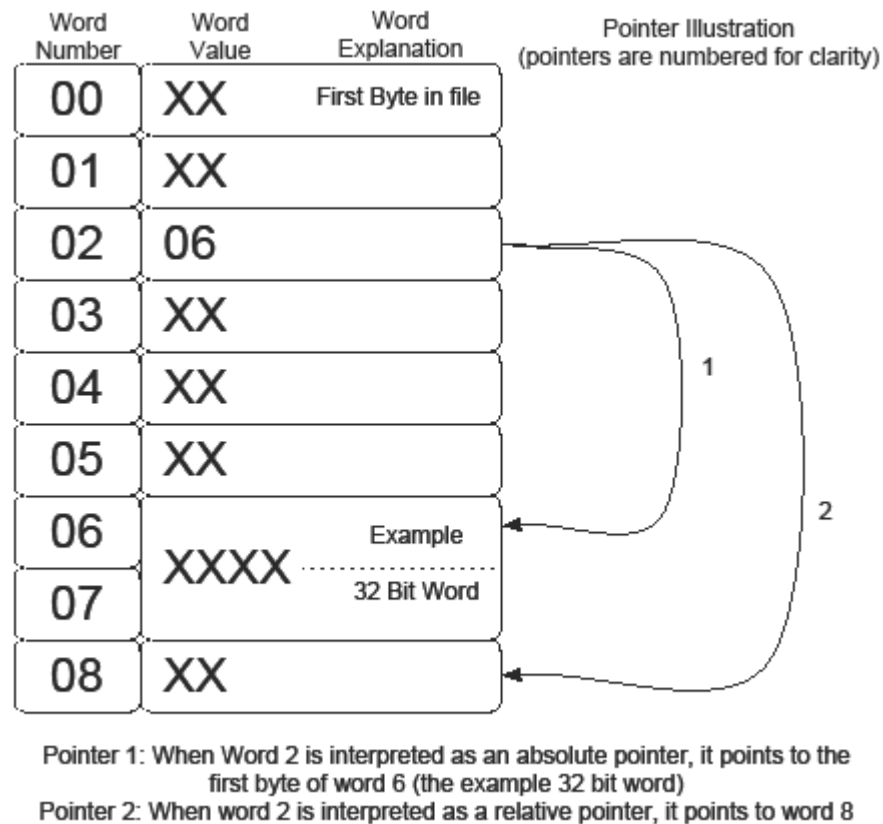 Word Number
Word Value
Word Explanation
Pointer Illustration
(pointers are numbered for clarity)
00 XX First Byte in file
01 XX
02 06
03 XX
04 XX
05 XX
06
07
XXXX
Example
32 Bit Word
08 XX
1
2
Pointer 1: When Word 2 is interpreted as an absolute pointer, it points to the
first byte of word 6 (the example 32 bit word)
Pointer 2: When word 2 is interpreted as a relative pointer, it points to word 8